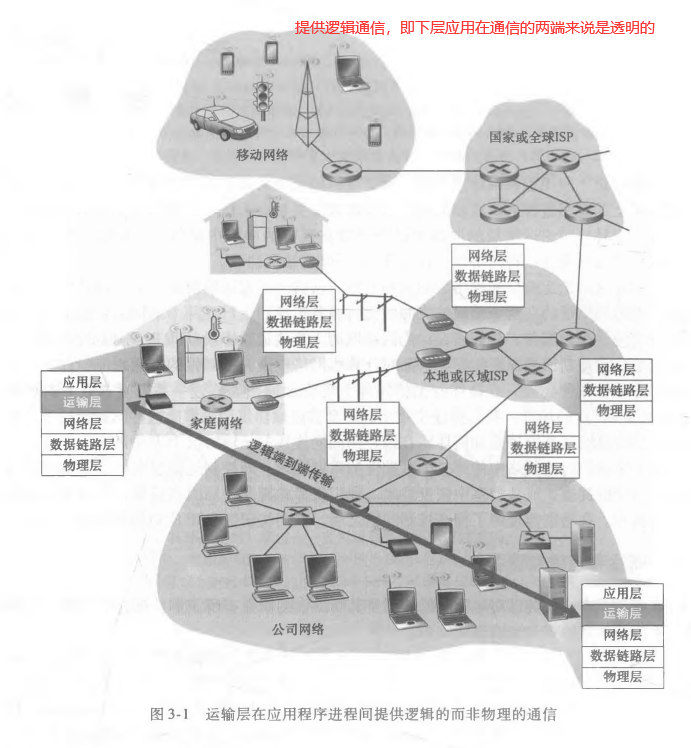 提供逻辑通信，即下层应用在通信的两端来说是透明的
移动网络
国家或全球ISP
网络层
数据链路层
物理层
网络层
数据链路层
物理层
本地或区域ISP
网络层
数据链路层
物理层
应用层
运输层
网络层
数据链路层
物理层
家庭网络
网络层
数据链路层
物理层
网络层
数据链路层
物理层
逻辑端到端传输
公司网络
应用层
运输层
网络层
数据链路层
物理层
图 3-1 运输层在应用程序进程间提供逻辑的而非物理的通信